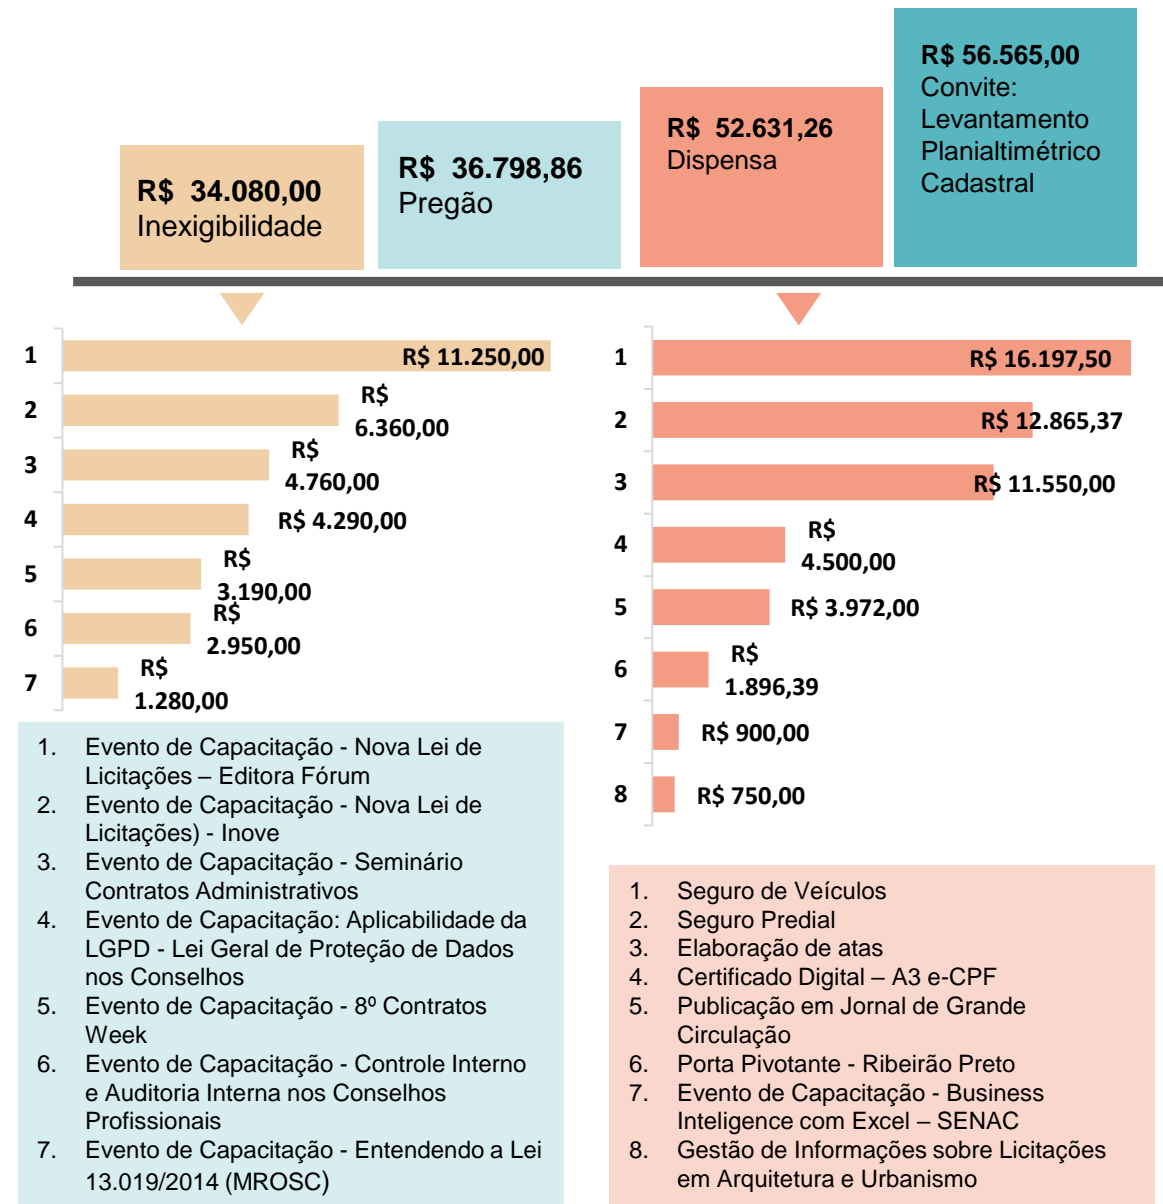 R$ 34.080,00
Inexigibilidade
R$ 36.798,86
Pregão
R$ 52.631,26
Dispensa
R$ 56.565,00
Convite:
Levantamento
Planialtimétrico
Cadastral
1
R$ 11.250,00
2
R$
6.360,00
3
R$
4.760,00
4
R$ 4.290,00
5
R$
3.190,00
6
R$
2.950,00
7
R$
1.280,00
1. Evento de Capacitação - Nova Lei de
Licitações – Editora Fórum
2. Evento de Capacitação - Nova Lei de
Licitações) - Inove
3. Evento de Capacitação - Seminário
Contratos Administrativos
4. Evento de Capacitação: Aplicabilidade da
LGPD - Lei Geral de Proteção de Dados
nos Conselhos
5. Evento de Capacitação - 8º Contratos
Week
6. Evento de Capacitação - Controle Interno
e Auditoria Interna nos Conselhos
Profissionais
7. Evento de Capacitação - Entendendo a Lei
13.019/2014 (MROSC)
1
R$ 16.197,50
2
R$ 12.865,37
3
R$ 11.550,00
4
R$
4.500,00
5
R$ 3.972,00
6
R$
1.896,39
7
R$ 900,00
8
R$ 750,00
1. Seguro de Veículos
2. Seguro Predial
3. Elaboração de atas
4. Certificado Digital – A3 e-CPF
5. Publicação em Jornal de Grande
Circulação
6. Porta Pivotante - Ribeirão Preto
7. Evento de Capacitação - Business
Inteligence com Excel – SENAC
8. Gestão de Informações sobre Licitações
em Arquitetura e Urbanismo